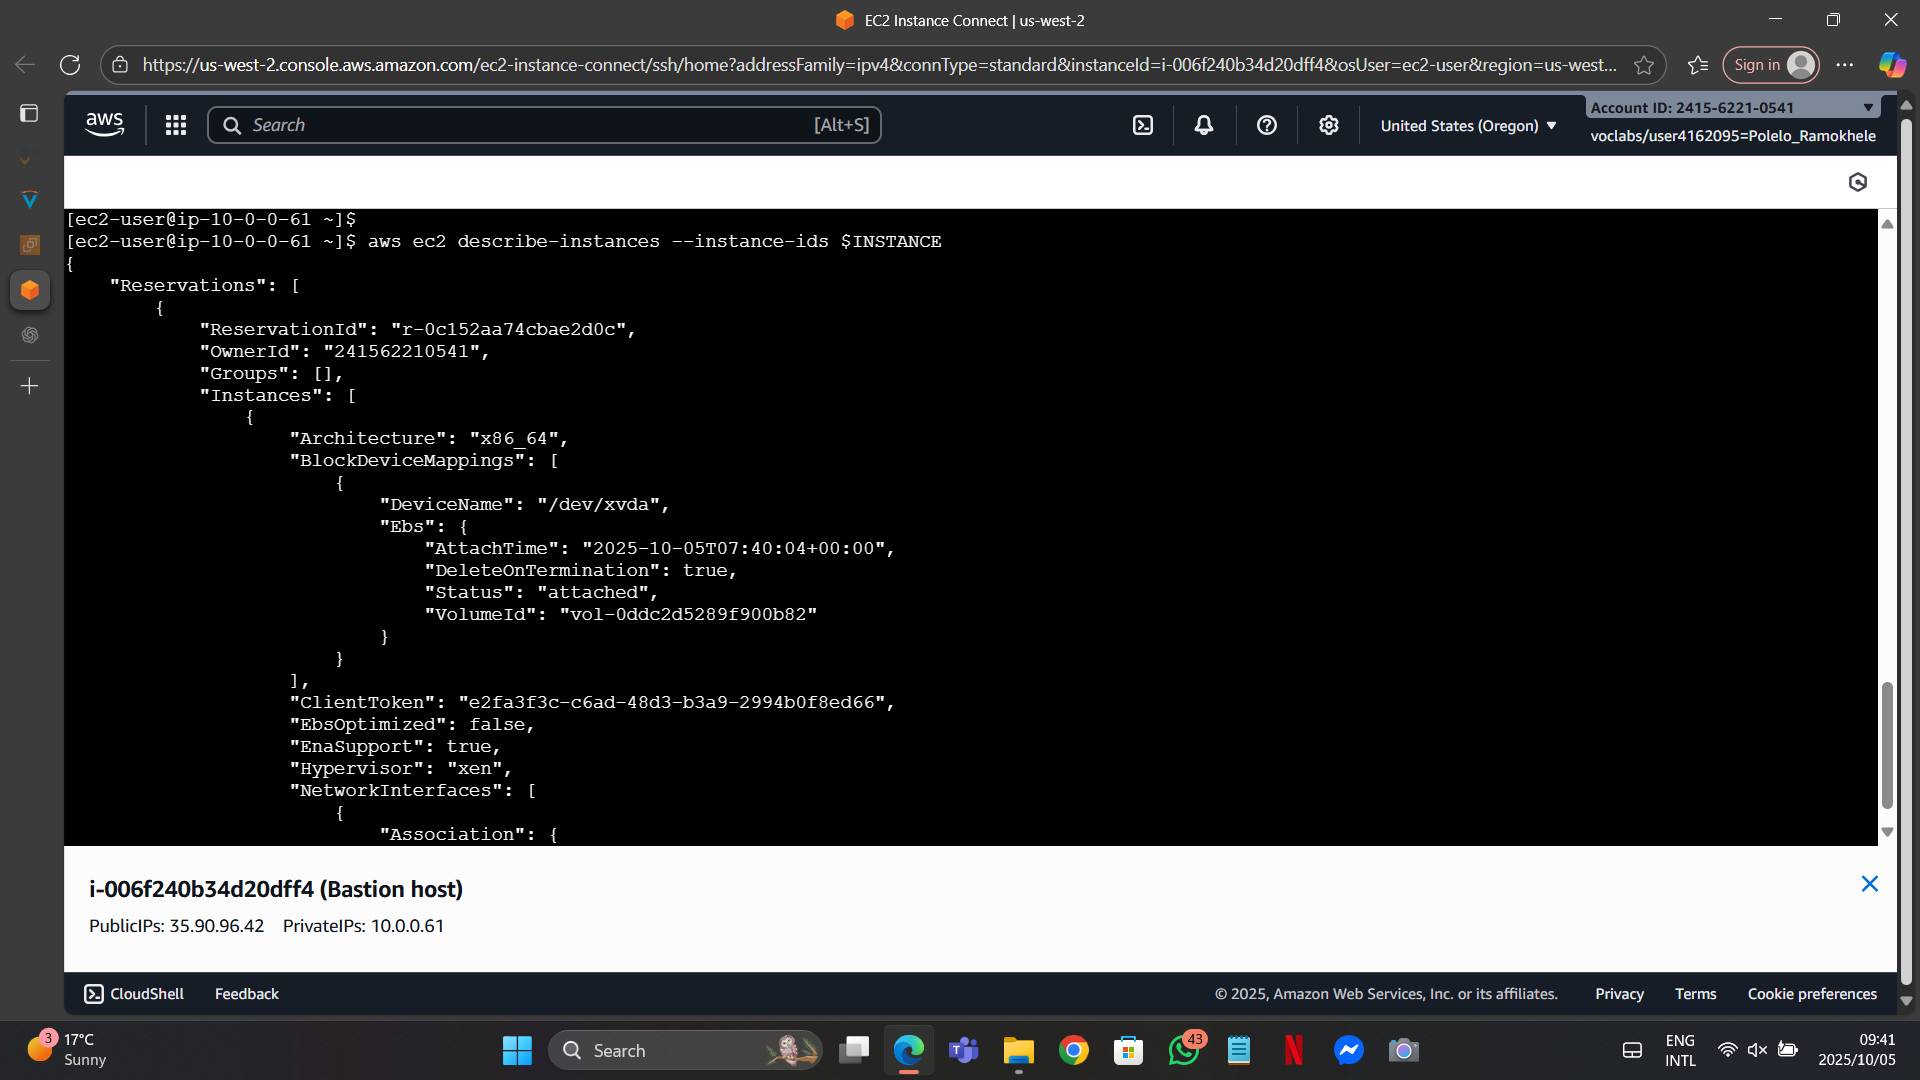 EC2 Instance Connect | us-west-2
https://us-west-2.console.aws.amazon.com/ec2-instance-connect/ssh/home?addressFamily=ipv4&connType=standard&instanceId=i-006f240b34d20dff4&osUser=ec2-user&region=us-west...
Sign in
aws
Search
[Alt+S]
United States (Oregon)
Account ID: 2415-6221-0541
voclabs/user4162095=Polelo_Ramokhele
[ec2-user@ip-10-0-0-61 ~]$
[ec2-user@ip-10-0-0-61 ~]$ aws ec2 describe-instances --instance-ids $INSTANCE
{
"Reservations": [
{
"ReservationId": "r-0c152aa74cbae2d0c",
"OwnerId": "241562210541",
"Groups": [],
"Instances": [
{
"Architecture": "x86_64",
"BlockDeviceMappings": [
{
"DeviceName": "/dev/xvda",
"Ebs": {
"AttachTime": "2025-10-05T07:40:04+00:00",
"DeleteOnTermination": true,
"Status": "attached",
"VolumeId": "vol-0ddc2d5289f900b82"
}
}
],
"ClientToken": "e2fa3f3c-c6ad-48d3-b3a9-2994b0f8ed66",
"EbsOptimized": false,
"EnaSupport": true,
"Hypervisor": "xen",
"NetworkInterfaces": [
{
"Association": {
i-006f240b34d20dff4 (Bastion host)
PublicIPs: 35.90.96.42 PrivateIPs: 10.0.0.61
CloudShell
Feedback
© 2025, Amazon Web Services, Inc. or its affiliates.
Privacy
Terms
Cookie preferences
3
17°C
Sunny
Search
43
ENG
INTL
09:41
2025/10/05